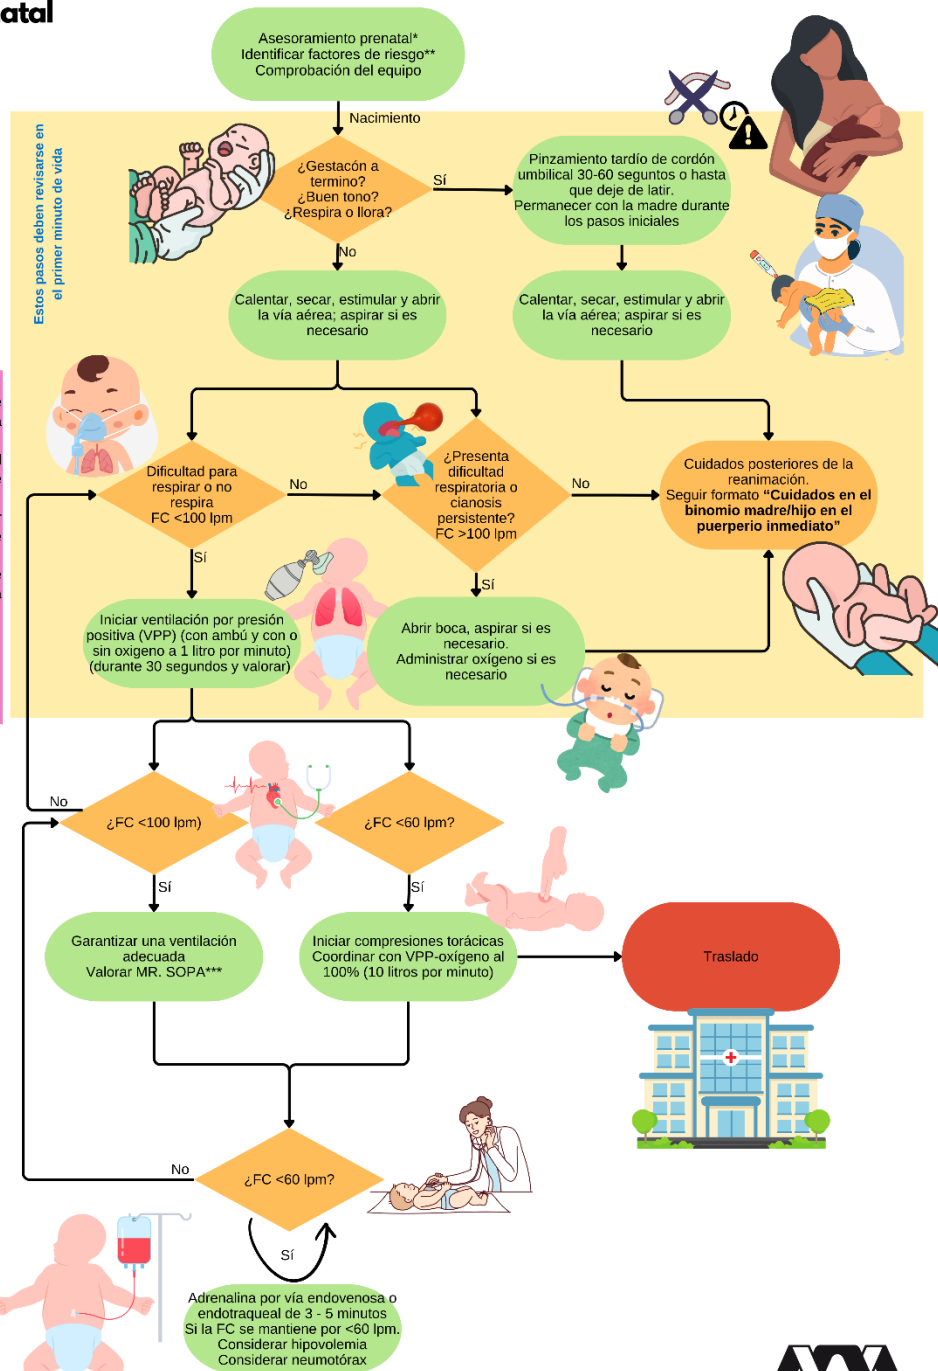 atal
Asesoramiento prenatal*
Identificar factores de riesgo**
Comprobación del equipo
Nacimiento
Estos pasos deben revisarse en
el primer minuto de vida
¿Gestacón a
termino?
¿Buen tono?
¿Respira o llora?
Sí
Pinzamiento tardío de cordón
umbilical 30-60 seguntos o hasta
que deje de latir.
Permanecer con la madre durante
los pasos iniciales
No
Calentar, secar, estimular y abrir
la vía aérea; aspirar si es
necesario
Calentar, secar, estimular y abrir
la vía aérea; aspirar si es
necesario
Dificultad para
respirar o no
respira
FC <100 lpm
No
¿Presenta
dificultad
respiratoria o
cianosis
persistente?
FC >100 lpm
No
Cuidados posteriores de la
reanimación.
Seguir formato “Cuidados en el
binomio madre/hijo en el
puerperio inmediato”
Sí
Sí
Iniciar ventilación por presión
positiva (VPP) (con ambú y con o
sin oxigeno a 1 litro por minuto)
(durante 30 segundos y valorar)
Abrir boca, aspirar si es
necesario.
Administrar oxígeno si es
necesario
No
¿FC <100 lpm)
¿FC <60 lpm?
Sí
Sí
Garantizar una ventilación
adecuada
Valorar MR. SOPA***
Iniciar compresiones torácicas
Coordinar con VPP-oxígeno al
100% (10 litros por minuto)
Traslado
No
¿FC <60 lpm?
Sí
Adrenalina por vía endovenosa o
endotraqueal de 3 - 5 minutos
Si la FC se mantiene por <60 lpm.
Considerar hipovolemia
Considerar neumotórax